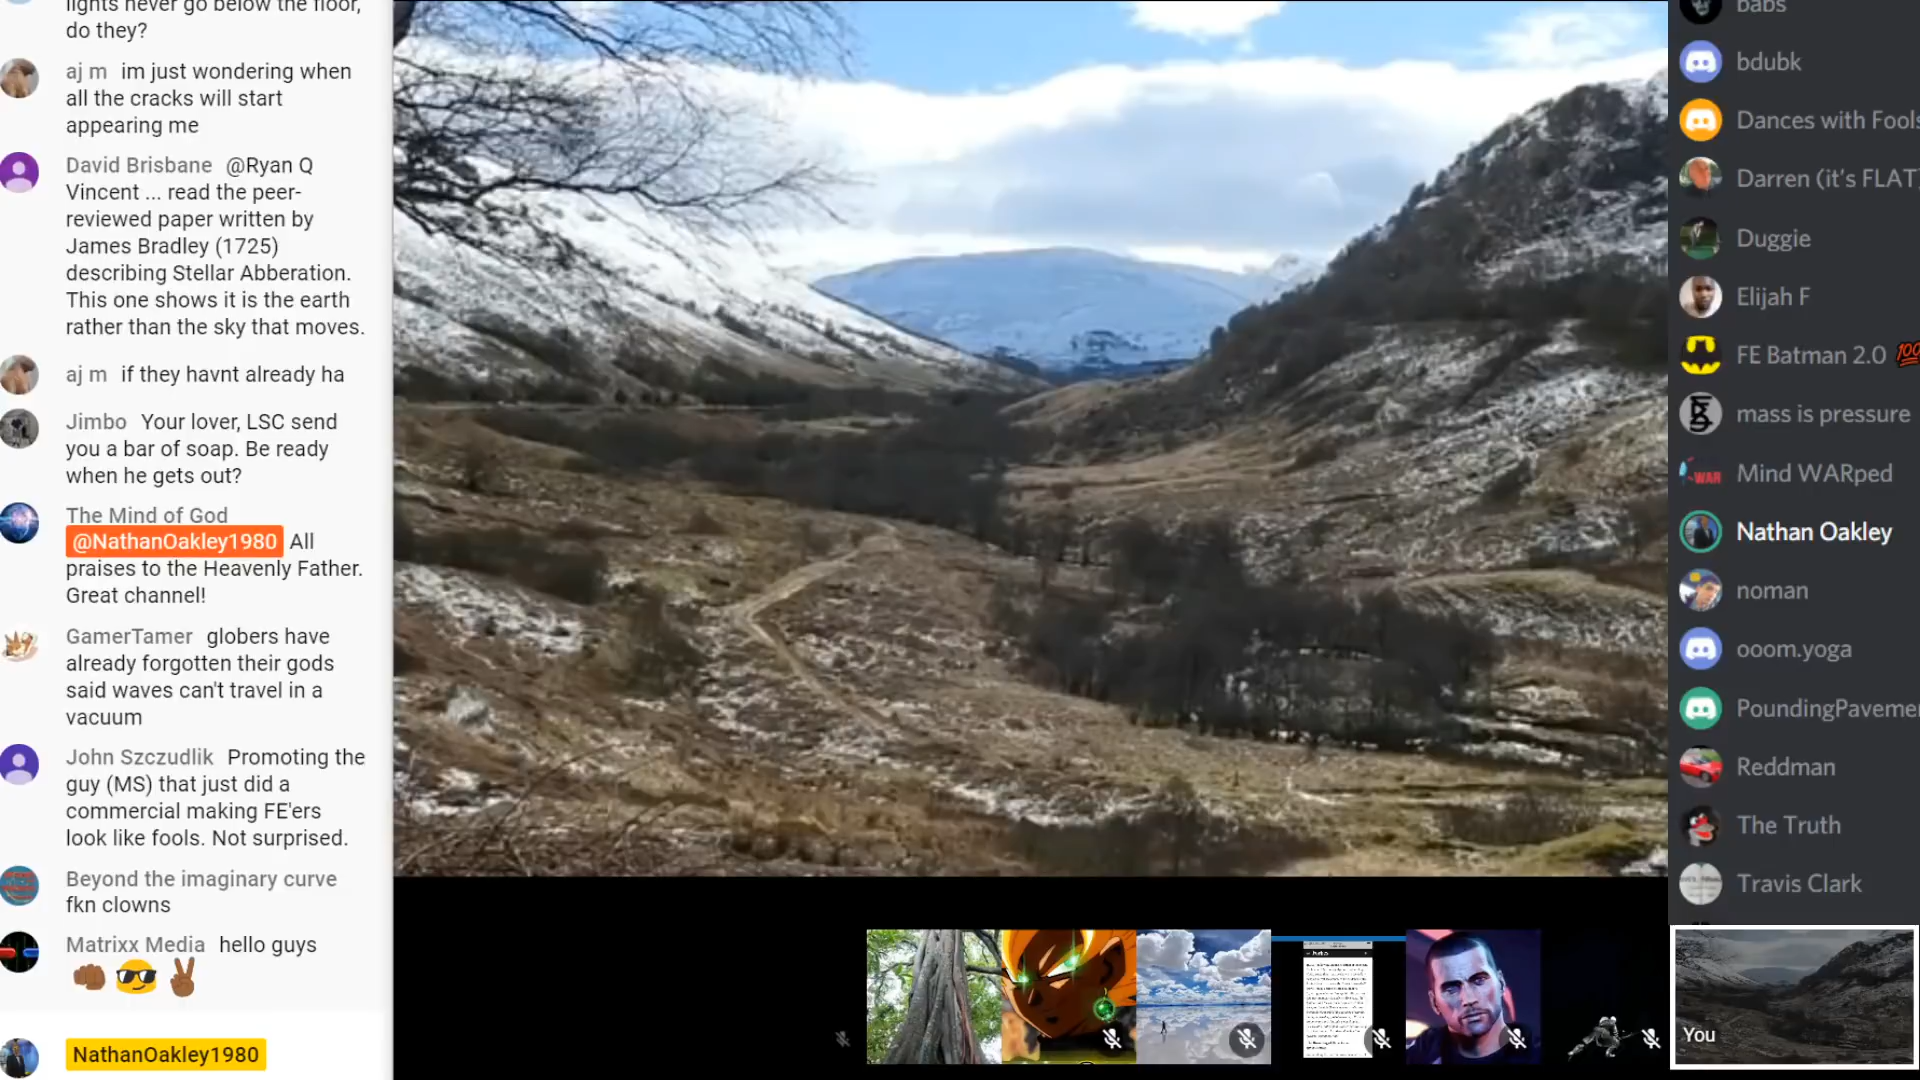 lights never go below the floor,
do they?
aj m im just wondering when
all the cracks will start
appearing me
David Brisbane @Ryan Q
Vincent ... read the peer-
reviewed paper written by
James Bradley (1725)
describing Stellar Abberation.
This one shows it is the earth
rather than the sky that moves.
aj m if they havnt already ha
Jimbo Your lover, LSC send
you a bar of soap. Be ready
when he gets out?
The Mind of God
@NathanOakley1980 All
praises to the Heavenly Father.
Great channel!
GamerTamer globers have
already forgotten their gods
said waves can't travel in a
vacuum
John Szczudlik Promoting the
guy (MS) that just did a
commercial making FE'ers
look like fools. Not surprised.
Beyond the imaginary curve
fkn clowns
Matrixx Media hello guys
NathanOakley1980
babs
bdubk
Dances with Fools
Darren (it's FLAT)
Duggie
Elijah F
FE Batman 2.0 💯
mass is pressure
Mind WARped
WAR
Nathan Oakley
noman
ooom.yoga
PoundingPaveme
Reddman
The Truth
Travis Clark
You